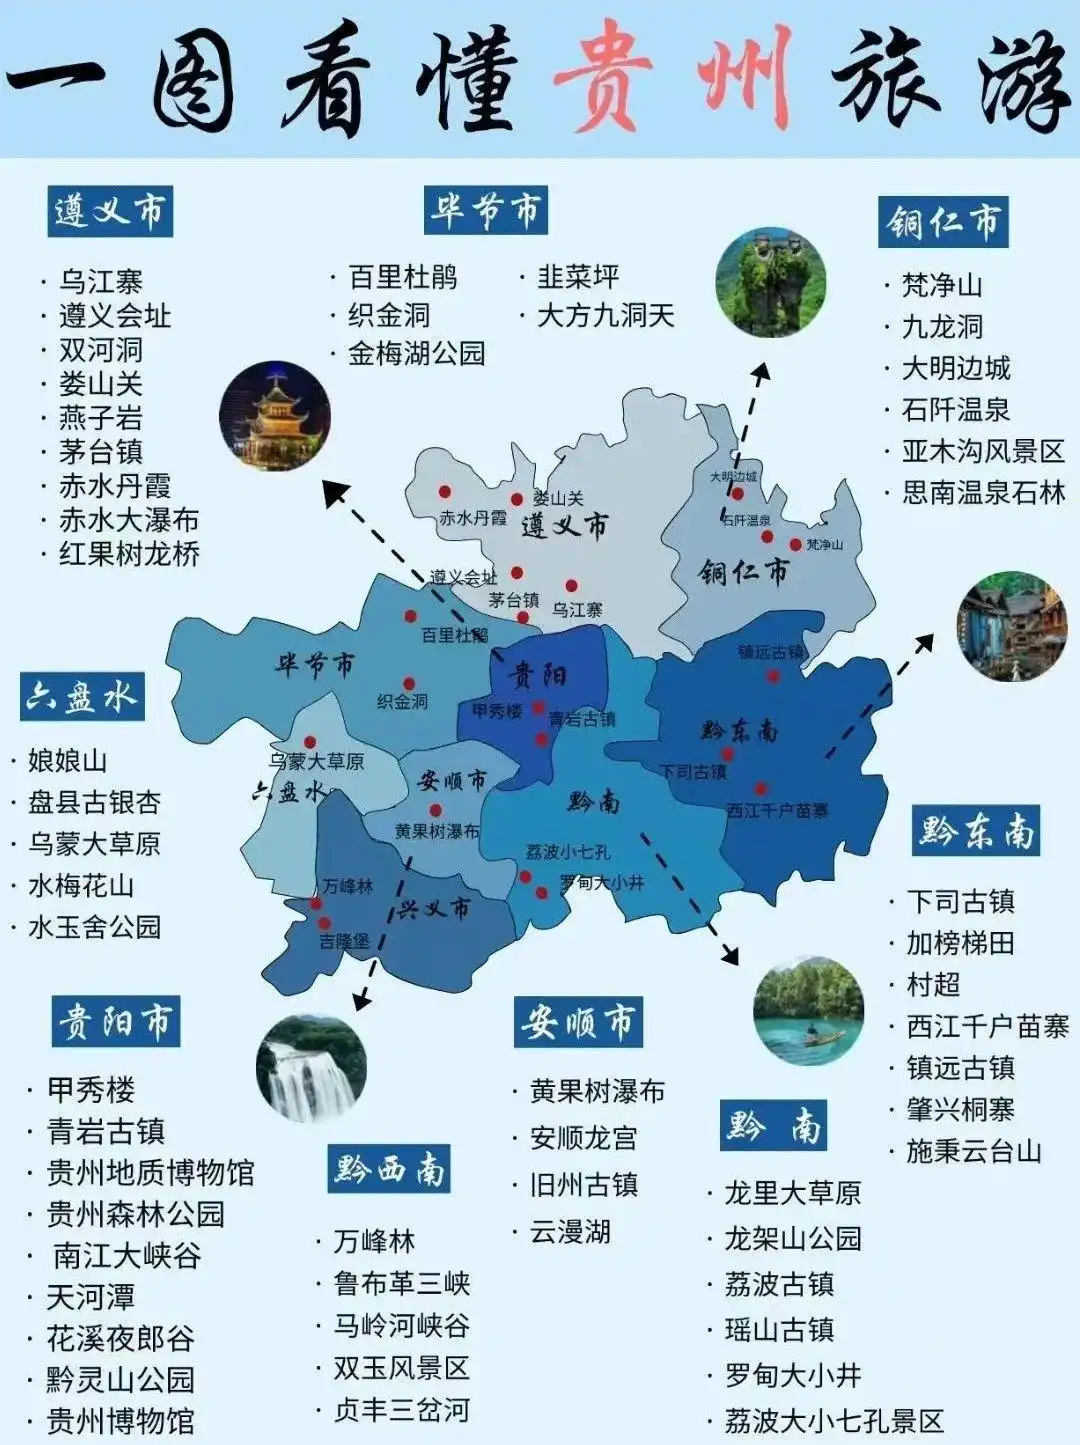 一图看懂贵州旅游
遵义市
· 乌江寨
· 遵义会址
· 双河洞
· 娄山关
· 燕子岩
· 茅台镇
· 赤水丹霞
· 赤水大瀑布
· 红果树龙桥
毕节市
· 百里杜鹃
· 织金洞
· 金梅湖公园
· 韭菜坪
· 大方九洞天
铜仁市
· 梵净山
· 九龙洞
· 大明边城
· 石阡温泉
· 亚木沟风景区
· 思南温泉石林
大明边城
石阡温泉
梵净山
铜仁市
赤水丹霞
娄山关
遵义市
遵义会址
茅台镇
乌江寨
百里杜鹃
毕节市
织金洞
贵阳
甲秀楼
青岩古镇
镇远古镇
黔东南
下司古镇
西江千户苗寨
乌蒙大草原
六盘水
安顺市
黄果树瀑布
黔南
荔波小七孔
罗甸大小井
万峰林
兴义市
吉隆堡
六盘水
· 娘娘山
· 盘县古银杏
· 乌蒙大草原
· 水梅花山
· 水玉舍公园
黔东南
· 下司古镇
· 加榜梯田
· 村超
· 西江千户苗寨
· 镇远古镇
· 肇兴桐寨
· 施秉云台山
贵阳市
· 甲秀楼
· 青岩古镇
· 贵州地质博物馆
· 贵州森林公园
· 南江大峡谷
· 天河潭
· 花溪夜郎谷
· 黔灵山公园
· 贵州博物馆
黔西南
· 万峰林
· 鲁布革三峡
· 马岭河峡谷
· 双玉风景区
· 贞丰三岔河
安顺市
· 黄果树瀑布
· 安顺龙宫
· 旧州古镇
· 云漫湖
黔 南
· 龙里大草原
· 龙架山公园
· 荔波古镇
· 瑶山古镇
· 罗甸大小井
· 荔波大小七孔景区